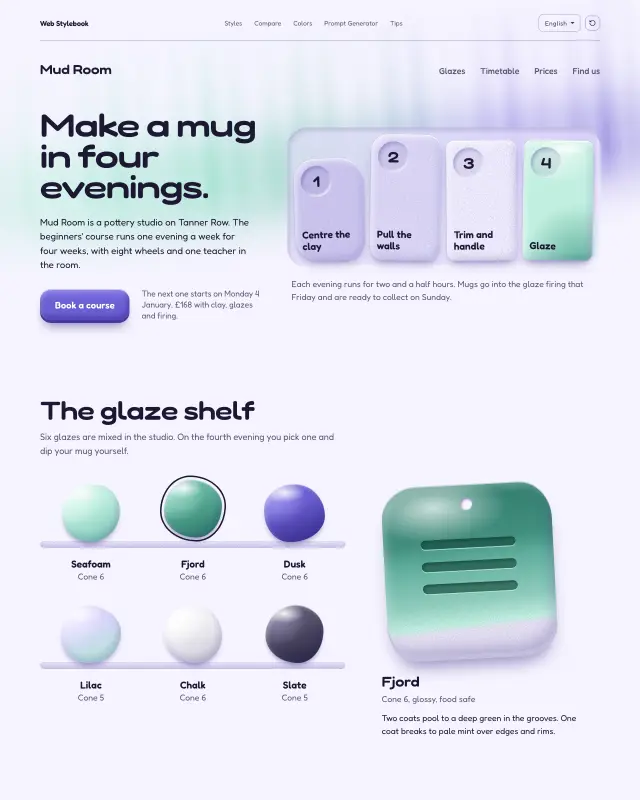 Web Stylebook
Styles Compare Colors Prompt Generator Tips
English
Mud Room
Glazes Timetable Prices Find us
Make a mug
in four
evenings.
Mud Room is a pottery studio on Tanner Row. The
beginners' course runs one evening a week for
four weeks, with eight wheels and one teacher in
the room.
Book a course
The next one starts on Monday 4
January, £168 with clay, glazes
and firing.
1
Centre the
clay
2
Pull the
walls
3
Trim and
handle
4
Glaze
Each evening runs for two and a half hours. Mugs go into the glaze firing that
Friday and are ready to collect on Sunday.
The glaze shelf
Six glazes are mixed in the studio. On the fourth evening you pick one and
dip your mug yourself.
Seafoam
Cone 6
Fjord
Cone 6
Dusk
Cone 6
Lilac
Cone 5
Chalk
Cone 6
Slate
Cone 5
Fjord
Cone 6, glossy, food safe
Two coats pool to a deep green in the grooves. One
coat breaks to pale mint over edges and rims.